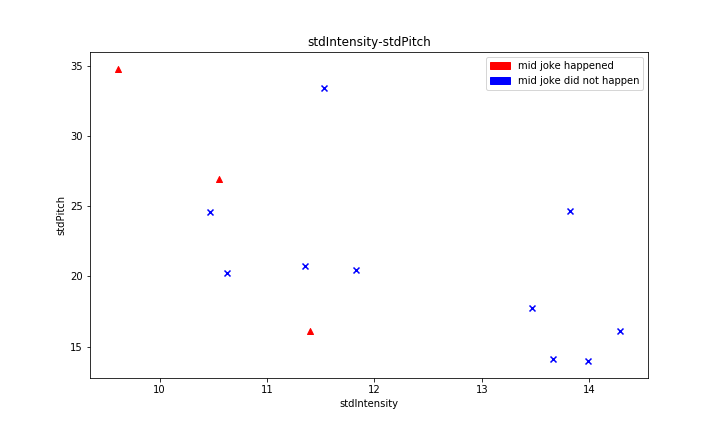 stdIntensity-stdPitch
mid joke happened
mid joke did not happen
35
30
25
20
15
stdPitch
10
11
12
13
14
stdIntensity